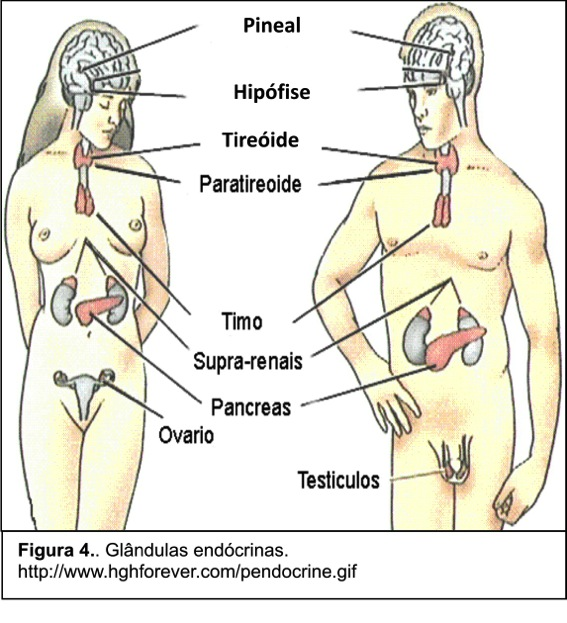 Pineal
Hipófise
Tireóide
Paratireoide
Timo
Supra-renais
Pancreas
Ovario
Testiculos
Figura 4.. Glândulas endócrinas.
http://www.hghforever.com/pendocrine.gif